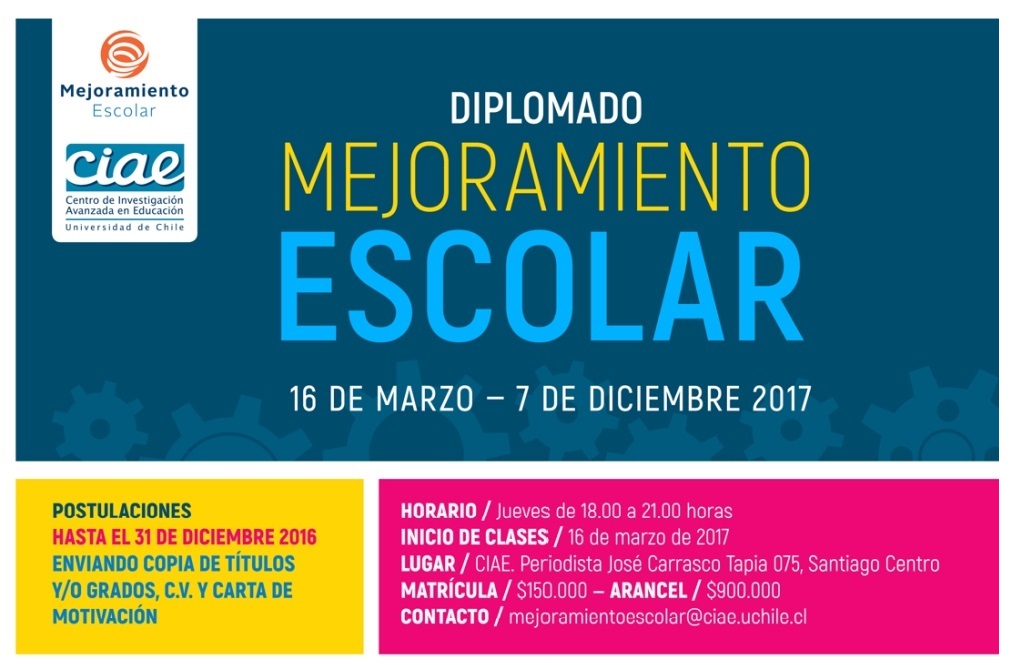 Mejoramiento
Escolar
ciae
Centro de Investigación
Avanzada en Educación
Universidad de Chile
DIPLOMADO
MEJORAMIENTO
ESCOLAR
16 DE MARZO – 7 DE DICIEMBRE 2017
POSTULACIONES
HASTA EL 31 DE DICIEMBRE 2016
ENVIANDO COPIA DE TÍTULOS
Y/O GRADOS, C.V. Y CARTA DE
MOTIVACIÓN
HORARIO / Jueves de 18.00 a 21.00 horas
INICIO DE CLASES / 16 de marzo de 2017
LUGAR / CIAE. Periodista José Carrasco Tapia 075, Santiago Centro
MATRÍCULA / $150.000 – ARANCEL / $900.000
CONTACTO / mejoramientoescolar@ciae.uchile.cl